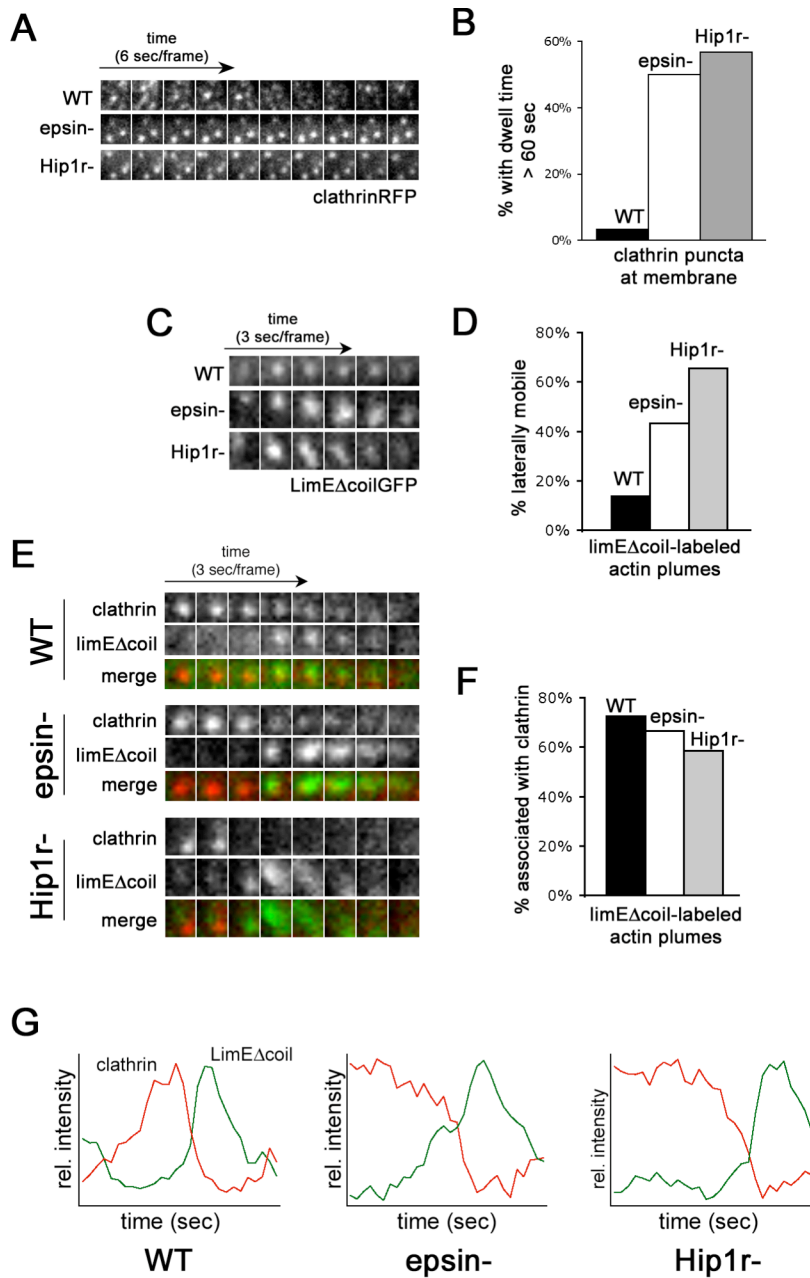 A
time
(6 sec/frame)
WT
epsin-
Hip1r-
clathrinRFP
B
% with dwell time
> 60 sec
60%
40%
20%
0%
WT
epsin-
Hip1r-
clathrin puncta
at membrane
C
time
(3 sec/frame)
WT
epsin-
Hip1r-
LimEΔcoilGFP
D
% laterally mobile
80%
60%
40%
20%
0%
WT
epsin-
Hip1r-
limEΔcoil-labeled
actin plumes
E
time
(3 sec/frame)
WT
clathrin
limEΔcoil
merge
epsin-
clathrin
limEΔcoil
merge
Hip1r-
clathrin
limEΔcoil
merge
F
% associated with clathrin
80%
60%
40%
20%
0%
WT
epsin-
Hip1r-
limEΔcoil-labeled
actin plumes
G
rel. intensity
clathrin
LimEΔcoil
time (sec)
WT
rel. intensity
time (sec)
epsin-
rel. intensity
time (sec)
Hip1r-